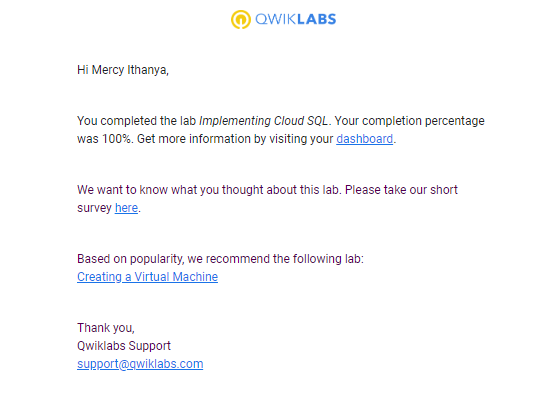 QWIKLABS
Hi Mercy Ithanya,
You completed the lab Implementing Cloud SQL. Your completion percentage
was 100%. Get more information by visiting your dashboard.
We want to know what you thought about this lab. Please take our short
survey here.
Based on popularity, we recommend the following lab:
Creating a Virtual Machine
Thank you,
Qwiklabs Support
support@qwiklabs.com